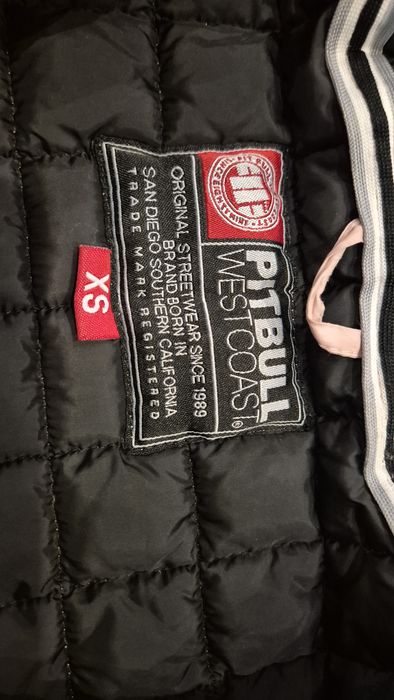 PITBULL
WEST COAST®
ORIGINAL STREETWEAR SINCE 1989
BRAND BORN IN
SAN DIEGO SOUTHERN CALIFORNIA
TRADE MARK REGISTERED
XS